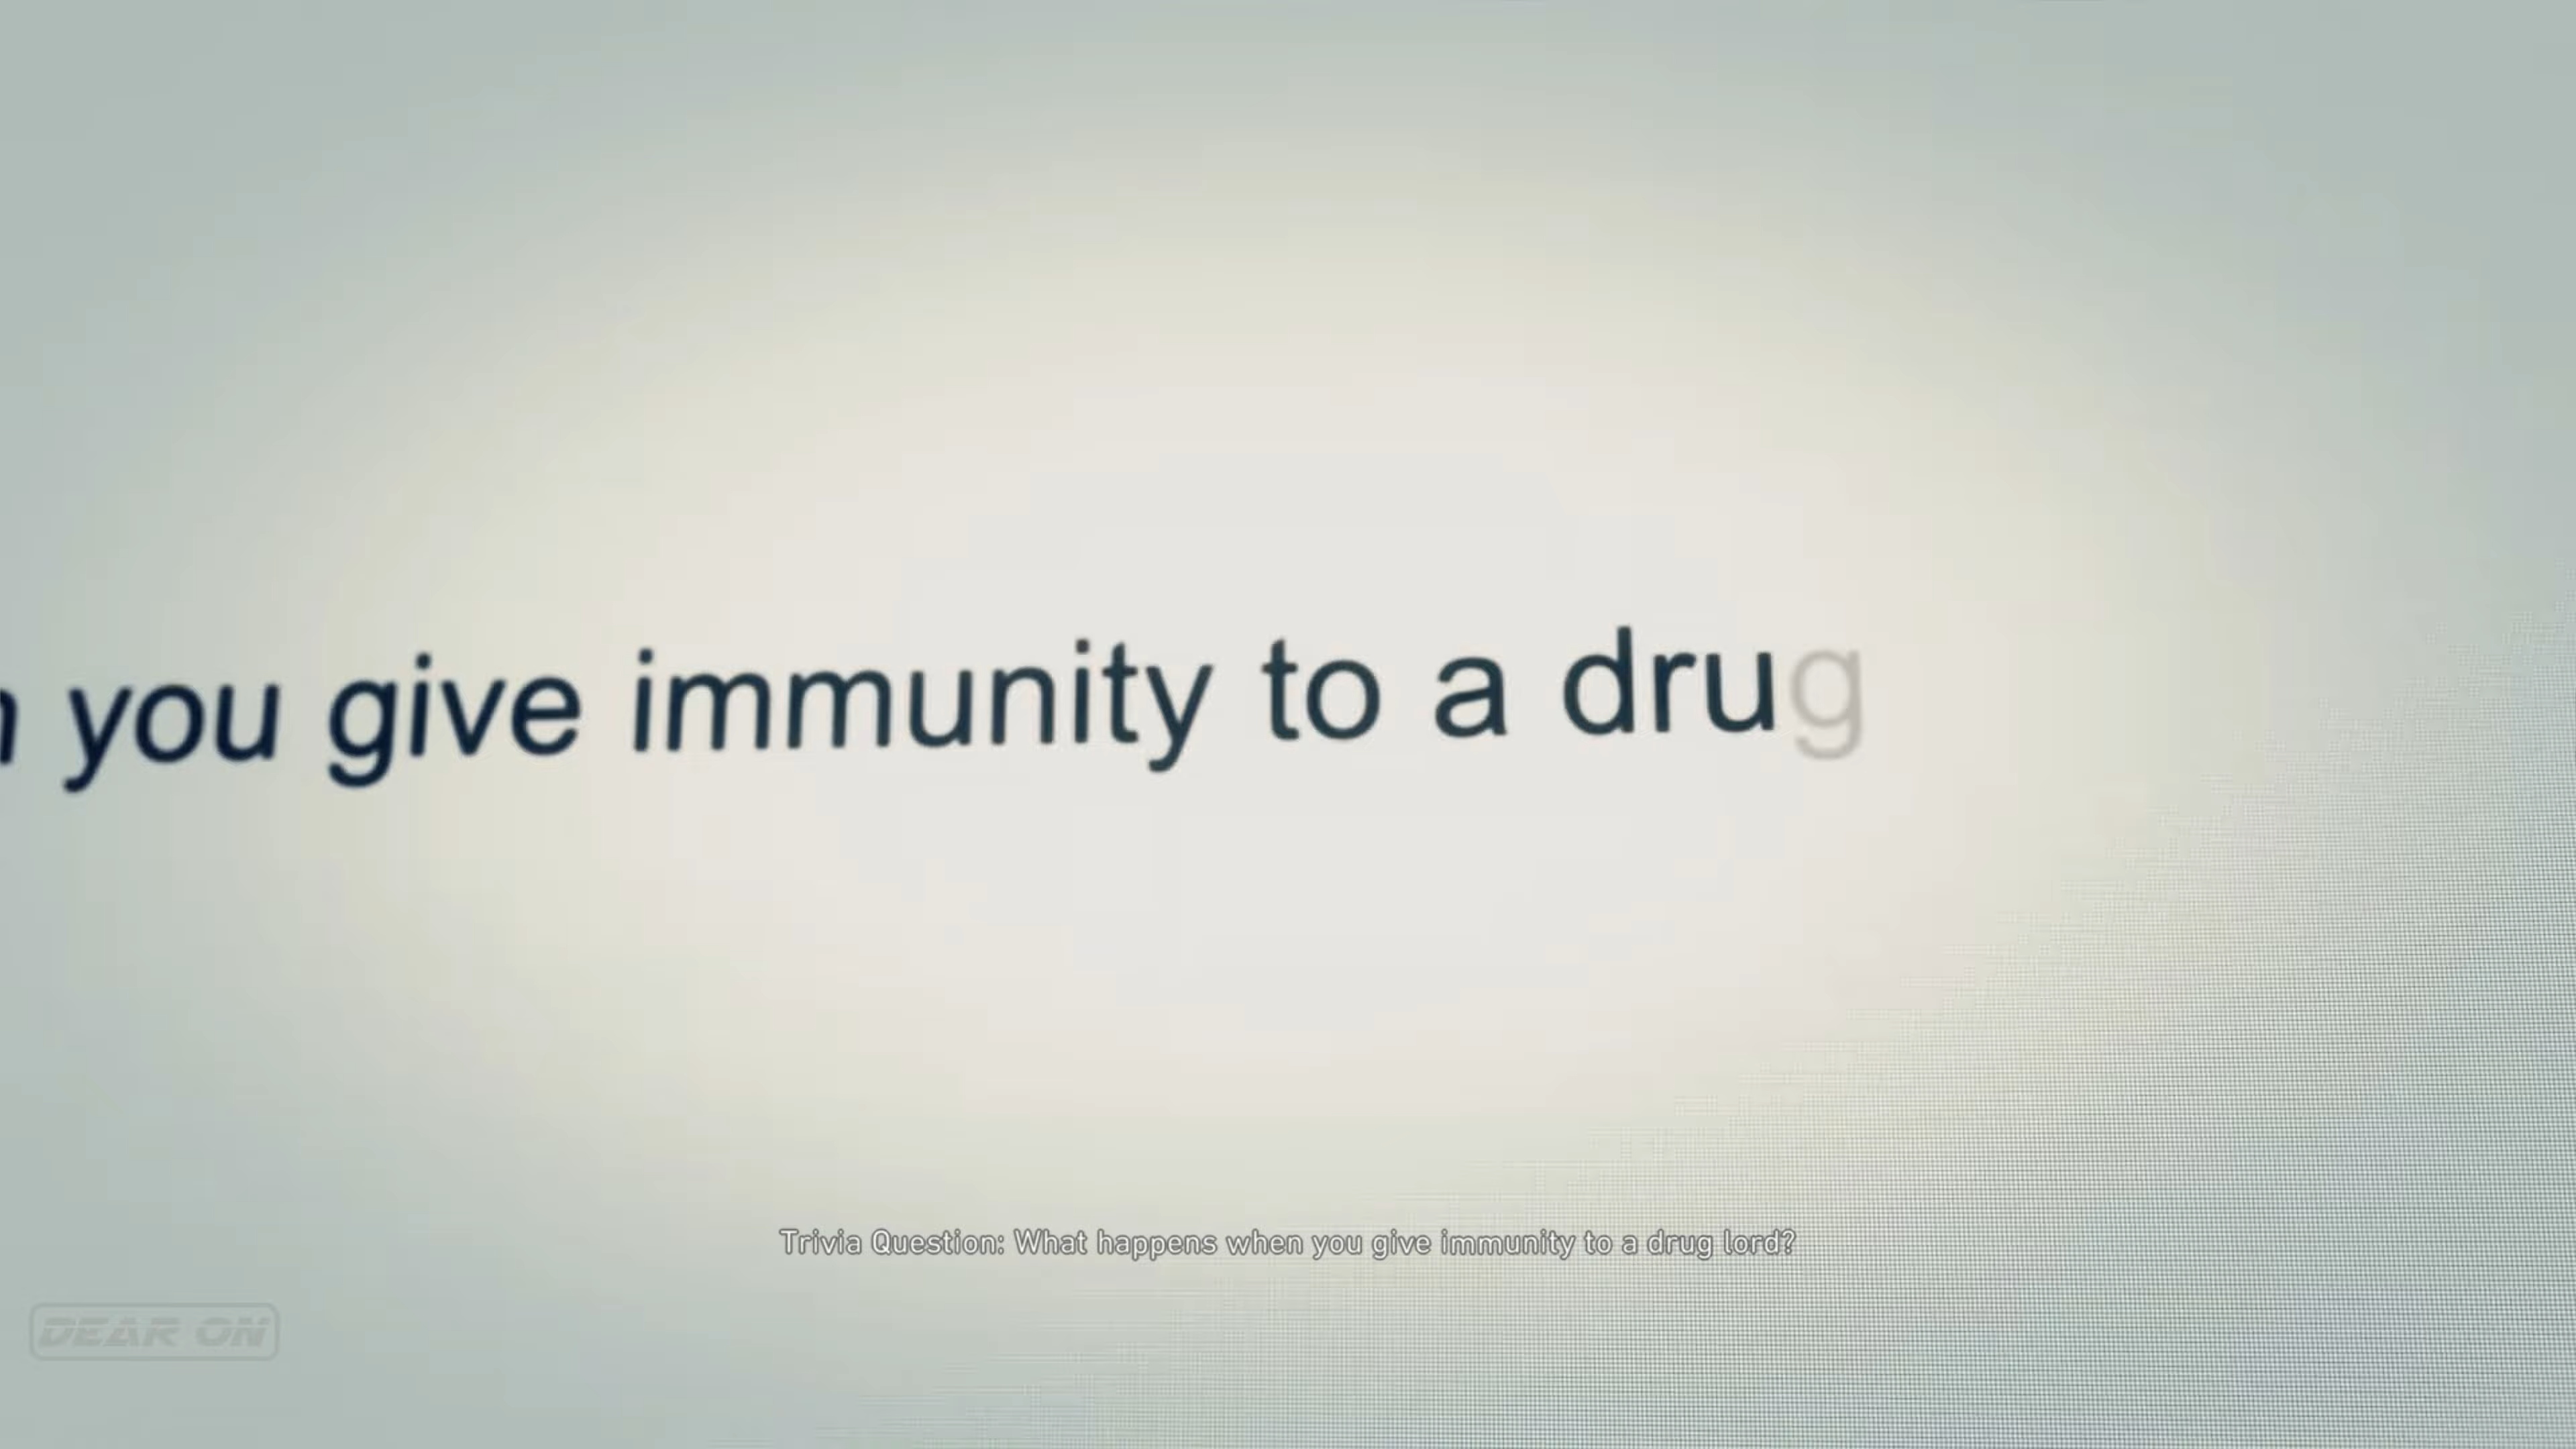 you give immunity to a drug
Trivia Question: What happens when you give immunity to a drug lord?
DEAR ON